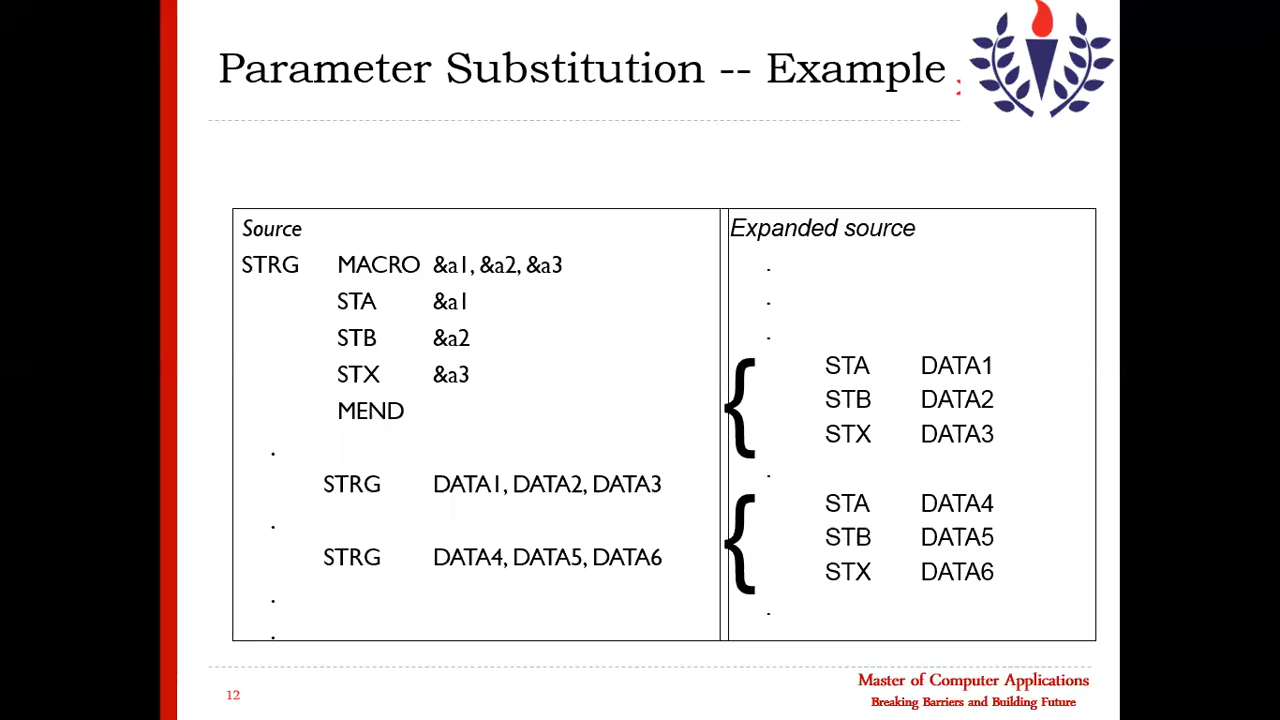 Parameter Substitution -- Example
Source
STRG MACRO &a1, &a2, &a3
STA &a1
STB &a2
STX &a3
MEND
.
STRG DATA1, DATA2, DATA3
.
STRG DATA4, DATA5, DATA6
.
.
Expanded source
.
.
.
{ STA DATA1
STB DATA2
STX DATA3
.
{ STA DATA4
STB DATA5
STX DATA6
.
12
Master of Computer Applications
Breaking Barriers and Building Future